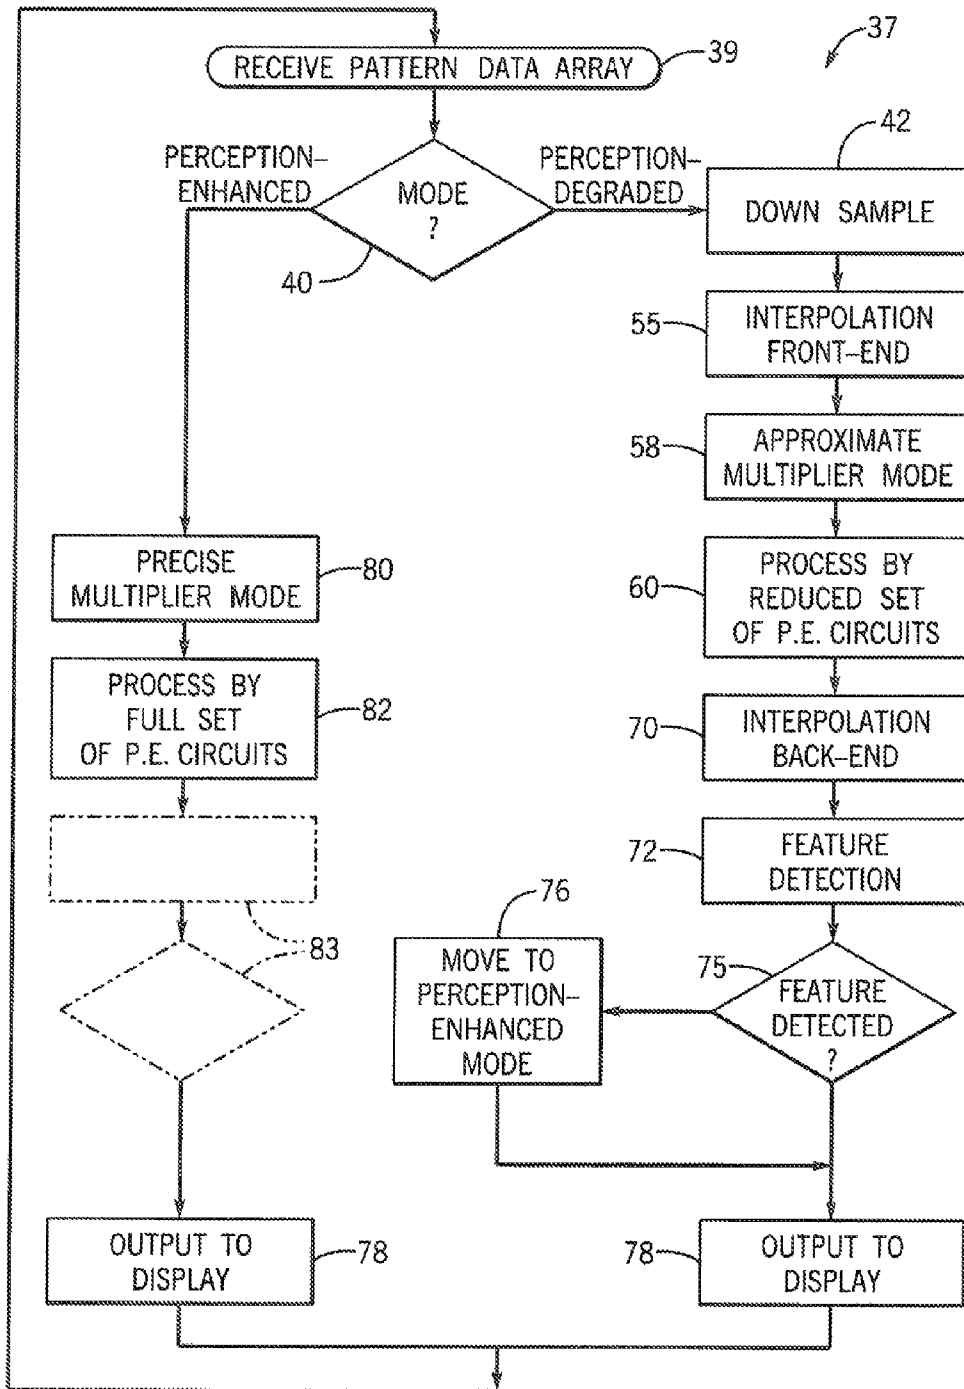 37
RECEIVE PATTERN DATA ARRAY
39
PERCEPTION-
ENHANCED
MODE
?
40
PERCEPTION-
DEGRADED
42
DOWN SAMPLE
55
INTERPOLATION
FRONT-END
58
APPROXIMATE
MULTIPLIER MODE
60
PROCESS BY
REDUCED SET
OF P.E. CIRCUITS
70
INTERPOLATION
BACK-END
72
FEATURE
DETECTION
75
FEATURE
DETECTED
?
76
MOVE TO
PERCEPTION-
ENHANCED
MODE
78
OUTPUT TO
DISPLAY
PRECISE
MULTIPLIER MODE
80
PROCESS BY
FULL SET
OF P.E. CIRCUITS
82
83
OUTPUT TO
DISPLAY
78